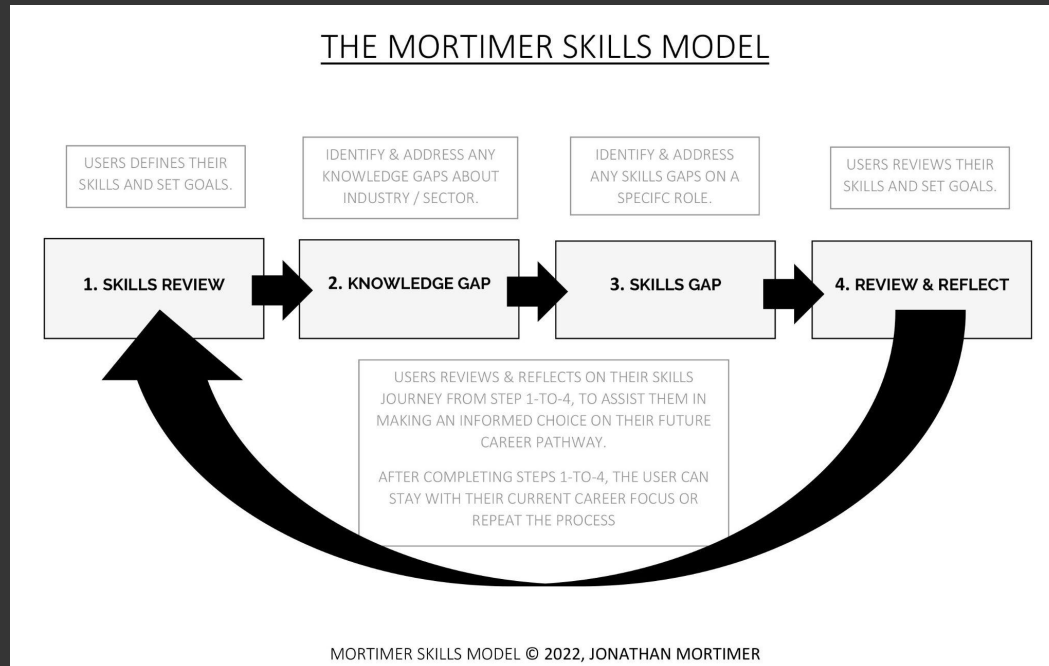 THE MORTIMER SKILLS MODEL
USERS DEFINES THEIR
SKILLS AND SET GOALS.
IDENTIFY & ADDRESS ANY
KNOWLEDGE GAPS ABOUT
INDUSTRY / SECTOR.
IDENTIFY & ADDRESS
ANY SKILLS GAPS ON A
SPECIFC ROLE.
USERS REVIEWS THEIR
SKILLS AND SET GOALS.
1. SKILLS REVIEW
2. KNOWLEDGE GAP
3. SKILLS GAP
4. REVIEW & REFLECT
USERS REVIEWS & REFLECTS ON THEIR SKILLS
JOURNEY FROM STEP 1-TO-4, TO ASSIST THEM IN
MAKING AN INFORMED CHOICE ON THEIR FUTURE
CAREER PATHWAY.
AFTER COMPLETING STEPS 1-TO-4, THE USER CAN
STAY WITH THEIR CURRENT CAREER FOCUS OR
REPEAT THE PROCESS
MORTIMER SKILLS MODEL © 2022, JONATHAN MORTIMER